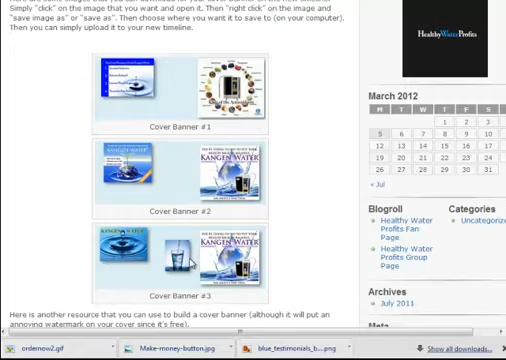 Simply "click" on the image that you want and open it. Then "right click" on the image and
"save image as" or "save as". Then choose where you want it to save to (on your computer).
Then you can simply upload it to your new timeline.
Cover Banner #1
KANGEN WATER
KANGEN WATER
Cover Banner #2
KANGEN WATER
KANGEN WATER
Cover Banner #3
Here is another resource that you can use to build a cover banner (although it will put an
annoying watermark on your cover since it's free).
HealthyWaterProfits
March 2012
M T W T F S S
1 2 3
5 6 7 8 9 10
12 13 14 15 16 17
19 20 21 22 23 24
26 27 28 29 30 31
« Jul
Blogroll
Healthy Water
Profits Fan
Page
Healthy Water
Profits Group
Page
Categories
Uncategorize
Archives
July 2011
Meta
ordernow2.gif
Make-money-button.jpg
blue_testimonials_b....png
Show all downloads...